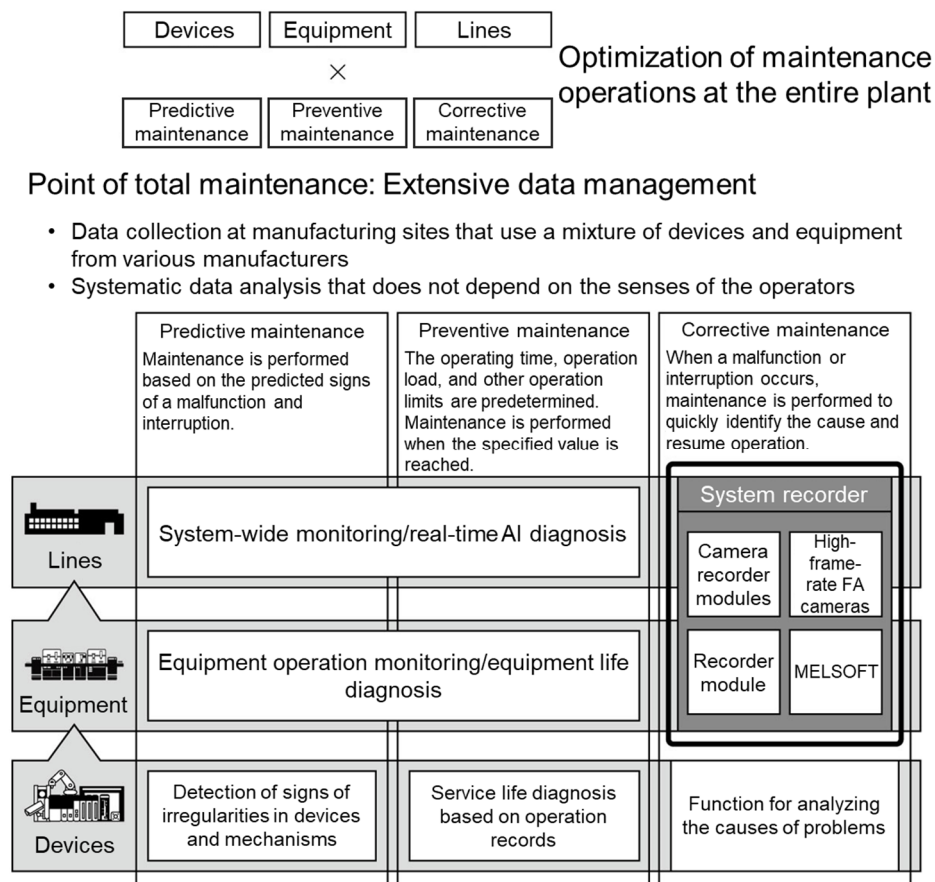 Devices
Equipment
Lines
×
Optimization of maintenance
operations at the entire plant
Predictive
maintenance
Preventive
maintenance
Corrective
maintenance
Point of total maintenance: Extensive data management
• Data collection at manufacturing sites that use a mixture of devices and equipment
from various manufacturers
• Systematic data analysis that does not depend on the senses of the operators
Predictive maintenance
Maintenance is performed
based on the predicted signs
of a malfunction and
interruption.
Preventive maintenance
The operating time, operation
load, and other operation
limits are predetermined.
Maintenance is performed
when the specified value is
reached.
Corrective maintenance
When a malfunction or
interruption occurs,
maintenance is performed to
quickly identify the cause and
resume operation.
Lines
System-wide monitoring/real-time AI diagnosis
System recorder
Camera
recorder
modules
High-
frame-
rate FA
cameras
Recorder
module
MELSOFT
Equipment
Equipment operation monitoring/equipment life
diagnosis
Devices
Detection of signs of
irregularities in devices
and mechanisms
Service life diagnosis
based on operation
records
Function for analyzing
the causes of problems